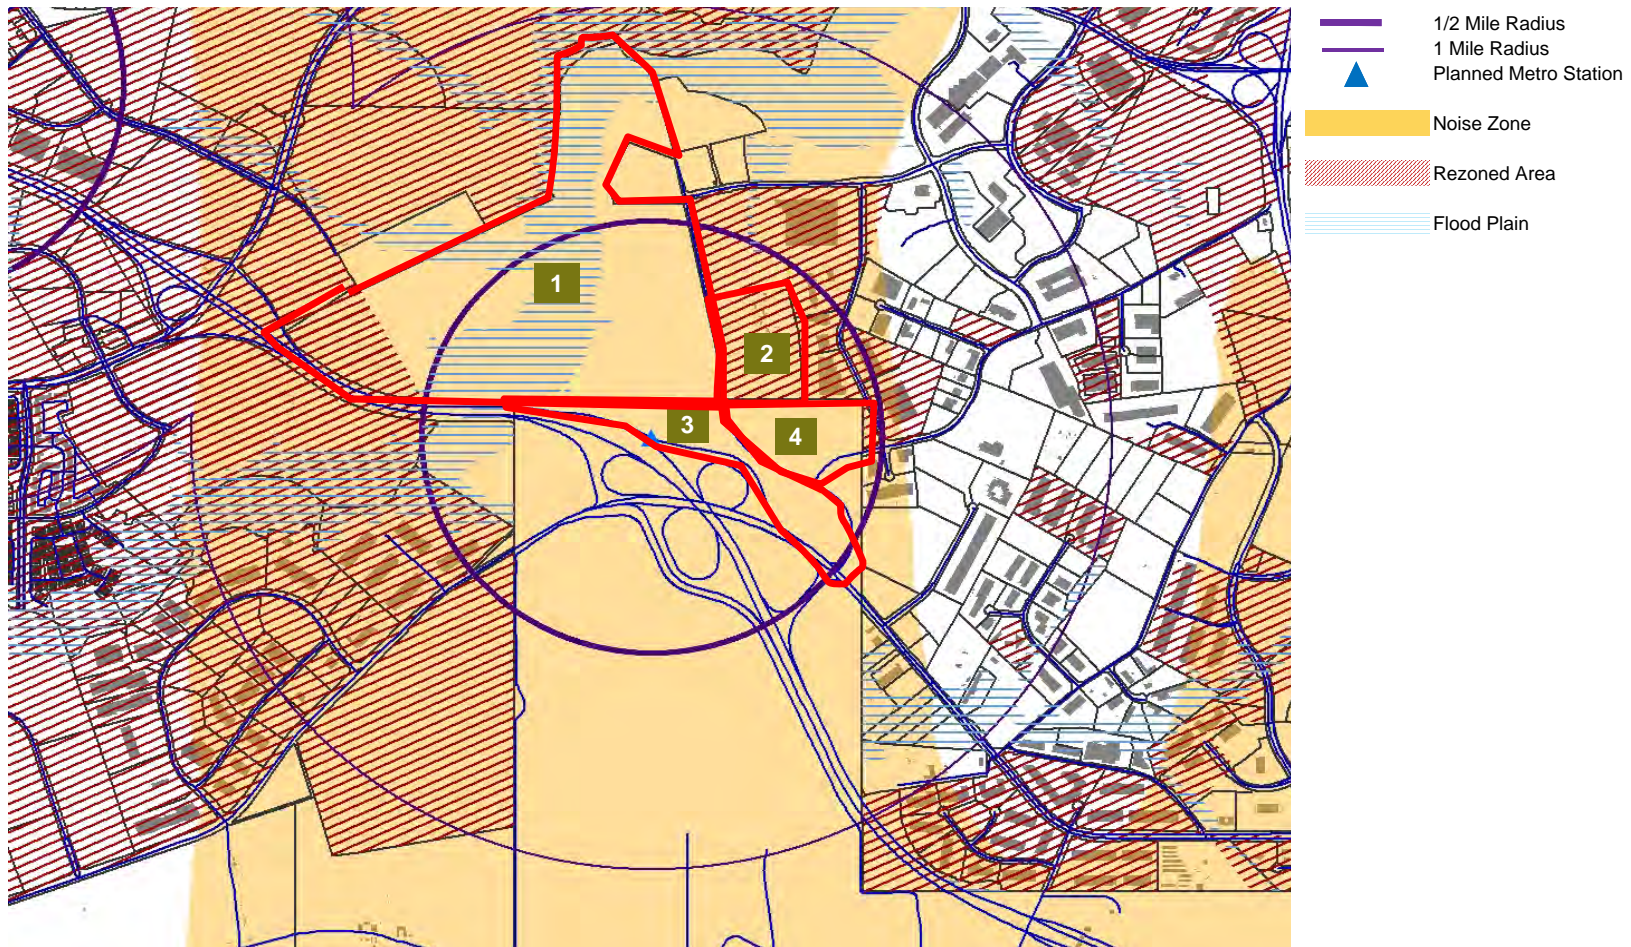 1/2 Mile Radius
1 Mile Radius
Planned Metro Station
Noise Zone
Rezoned Area
Flood Plain
1
2
3
4